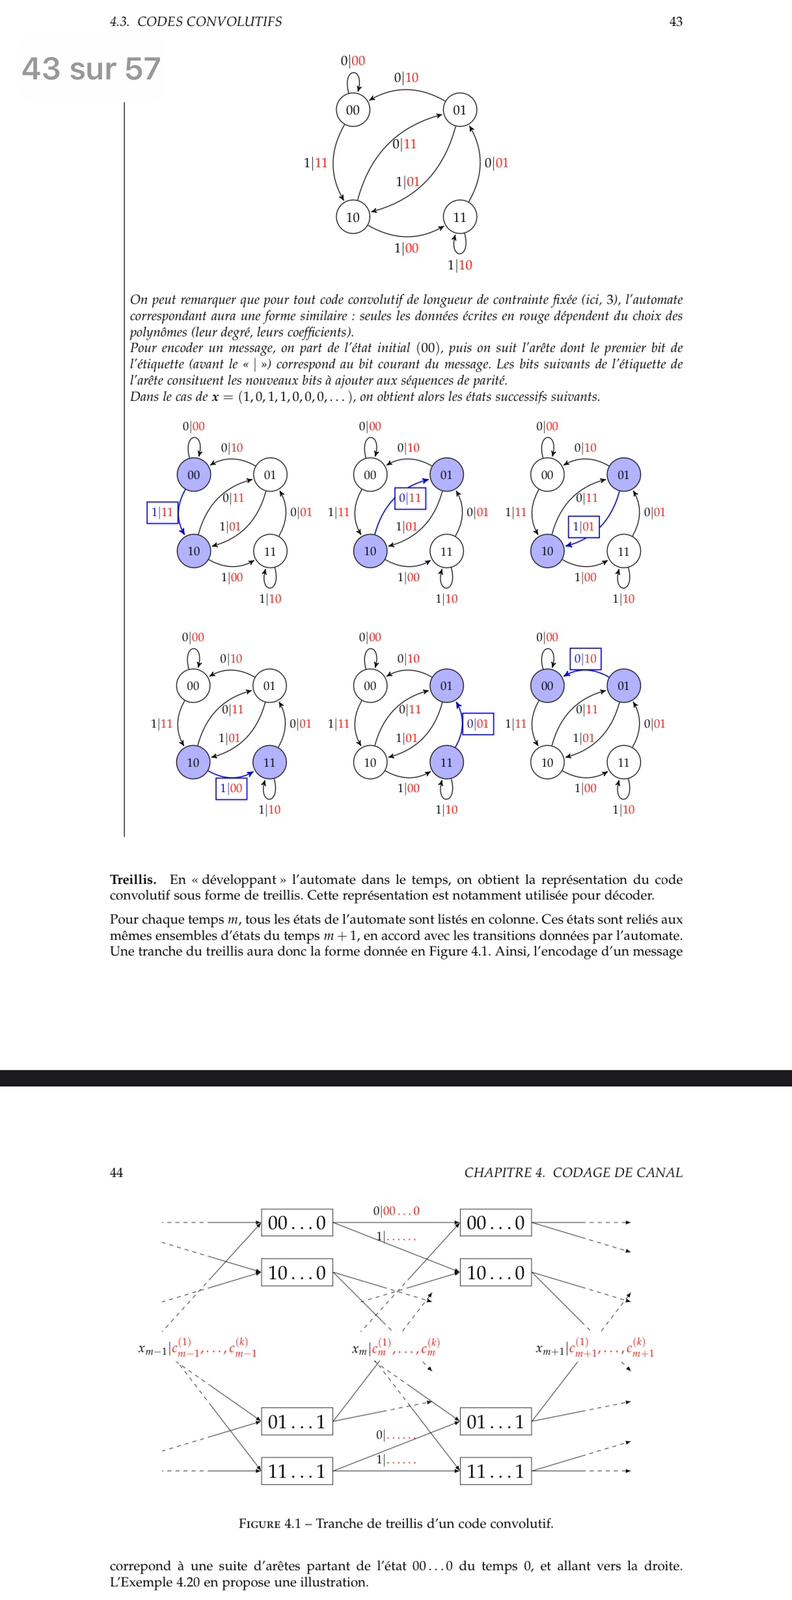 4.3. CODES CONVOLUTIFS 43
43 sur 57
0|00
0|10
00 01
0|11
1|11 0|01
1|01
10 11
1|00
1|10
On peut remarquer que pour tout code convolutif de longueur de contrainte fixée (ici, 3), l'automate
correspondant aura une forme similaire : seules les données écrites en rouge dépendent du choix des
polynômes (leur degré, leurs coefficients).
Pour encoder un message, on part de l'état initial (00), puis on suit l'arête dont le premier bit de
l'étiquette (avant le « | ») correspond au bit courant du message. Les bits suivants de l'étiquette de
l'arête consituent les nouveaux bits à ajouter aux séquences de parité.
Dans le cas de x = (1, 0, 1, 1, 0, 0, 0, . . . ), on obtient alors les états successifs suivants.
0|00 0|00 0|00
0|10 0|10 0|10
00 01 00 01 00 01
0|11 0|11 0|11
1|11 0|01 1|11 0|01 1|11 0|01
1|01 1|01 1|01
10 11 10 11 10 11
1|00 1|00 1|00
1|10 1|10 1|10
0|00 0|00 0|00
0|10 0|10 0|10
00 01 00 01 00 01
0|11 0|11 0|11
1|11 0|01 1|11 0|01 1|11 0|01
1|01 1|01 1|01
10 11 10 11 10 11
1|00 1|00 1|00
1|10 1|10 1|10
Treillis. En « développant » l'automate dans le temps, on obtient la représentation du code
convolutif sous forme de treillis. Cette représentation est notamment utilisée pour décoder.
Pour chaque temps m, tous les états de l'automate sont listés en colonne. Ces états sont reliés aux
mêmes ensembles d'états du temps m + 1, en accord avec les transitions données par l'automate.
Une tranche du treillis aura donc la forme donnée en Figure 4.1. Ainsi, l'encodage d'un message
44 CHAPITRE 4. CODAGE DE CANAL
0|00...0
00...0 00...0
1|......
10...0 10...0
x_{m−1}|c_{m−1}^{(1)},...,c_{m−1}^{(k)} x_m|c_m^{(1)},...,c_m^{(k)} x_{m+1}|c_{m+1}^{(1)},...,c_{m+1}^{(k)}
01...1 01...1
0|......
1|......
11...1 11...1
FIGURE 4.1 – Tranche de treillis d'un code convolutif.
correpond à une suite d'arêtes partant de l'état 00...0 du temps 0, et allant vers la droite.
L'Exemple 4.20 en propose une illustration.